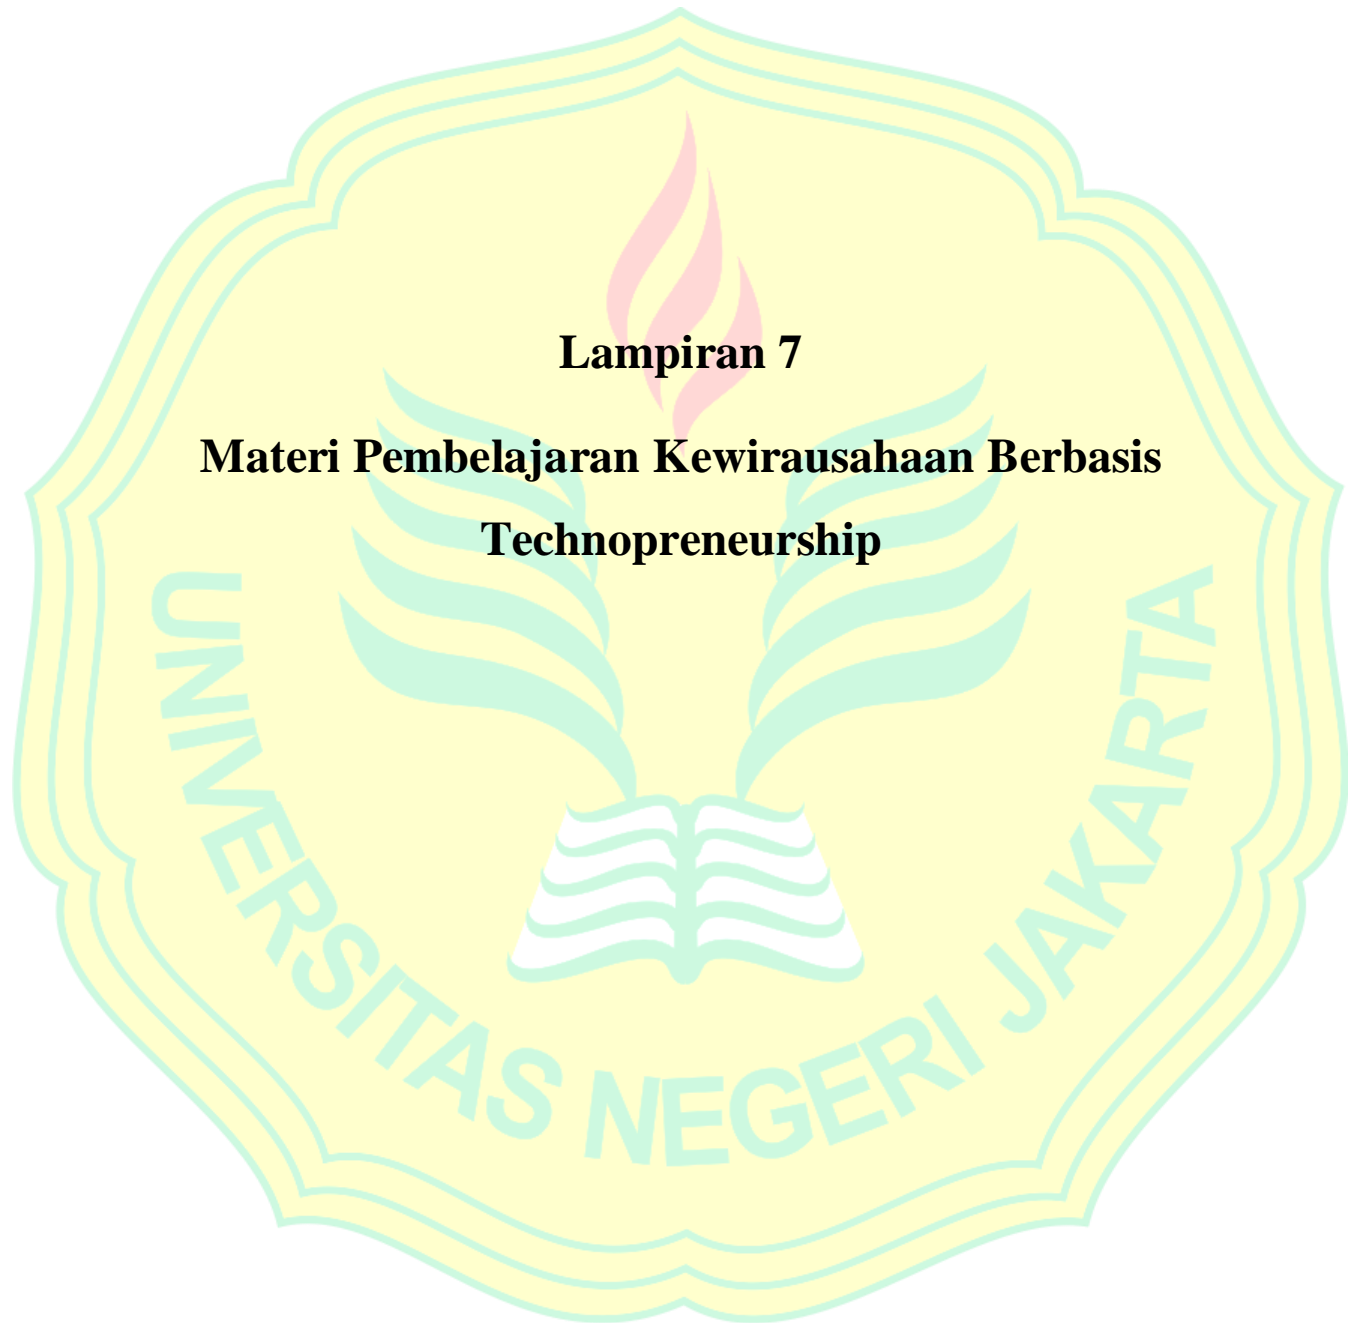 Lampiran 7
Materi Pembelajaran Kewirausahaan Berbasis
Technopreneurship
UNIVERSITAS NEGERI JAKARTA